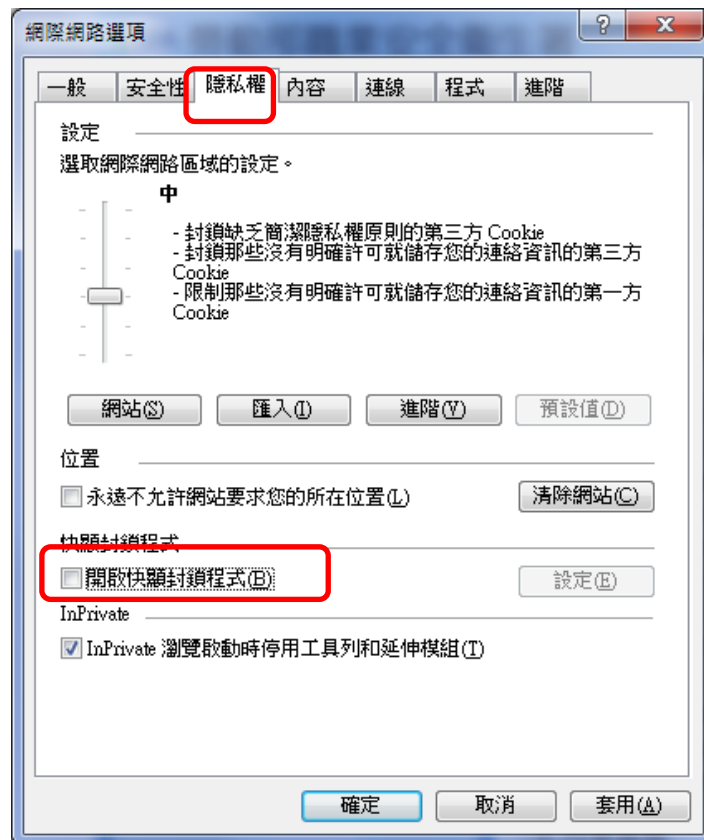 網際網路選項
一般 安全性 隱私權 內容 連線 程式 進階
設定
選取網際網路區域的設定。
中
- 封鎖缺乏簡潔隱私權原則的第三方 Cookie
- 封鎖那些沒有明確許可就儲存您的連絡資訊的第三方
Cookie
- 限制那些沒有明確許可就儲存您的連絡資訊的第一方
Cookie
網站(S) 匯入(I) 進階(V) 預設值(D)
位置
永遠不允許網站要求您的所在位置(L) 清除網站(C)
快顯封鎖程式
開啟快顯封鎖程式(B) 設定(E)
InPrivate
InPrivate 瀏覽啟動時停用工具列和延伸模組(T)
確定 取消 套用(A)